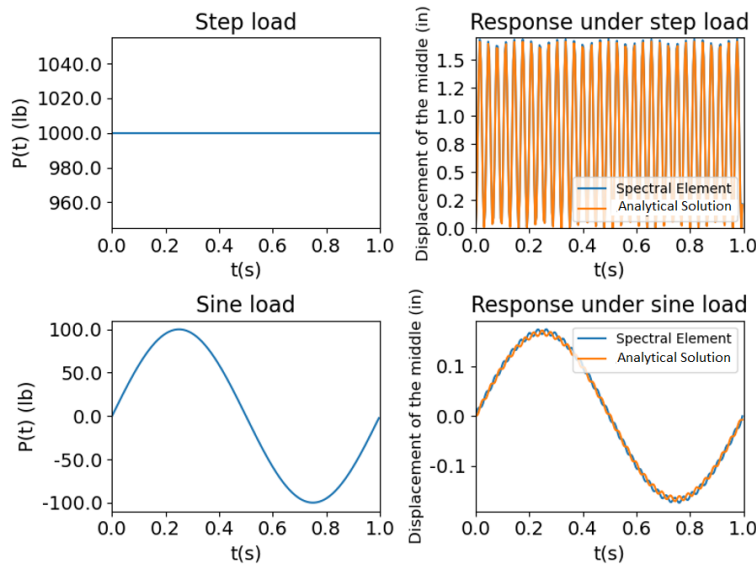 Step load
P(t) (lb)
1040.0
1020.0
1000.0
980.0
960.0
0.0 0.2 0.4 0.6 0.8 1.0
t(s)
Response under step load
Displacement of the middle (in)
1.5
1.2
1.0
0.8
0.5
0.2
0.0
Spectral Element
Analytical Solution
0.0 0.2 0.4 0.6 0.8 1.0
t(s)
Sine load
P(t) (lb)
100.0
50.0
0.0
-50.0
-100.0
0.0 0.2 0.4 0.6 0.8 1.0
t(s)
Response under sine load
Displacement of the middle (in)
0.1
0.0
-0.1
Spectral Element
Analytical Solution
0.0 0.2 0.4 0.6 0.8 1.0
t(s)